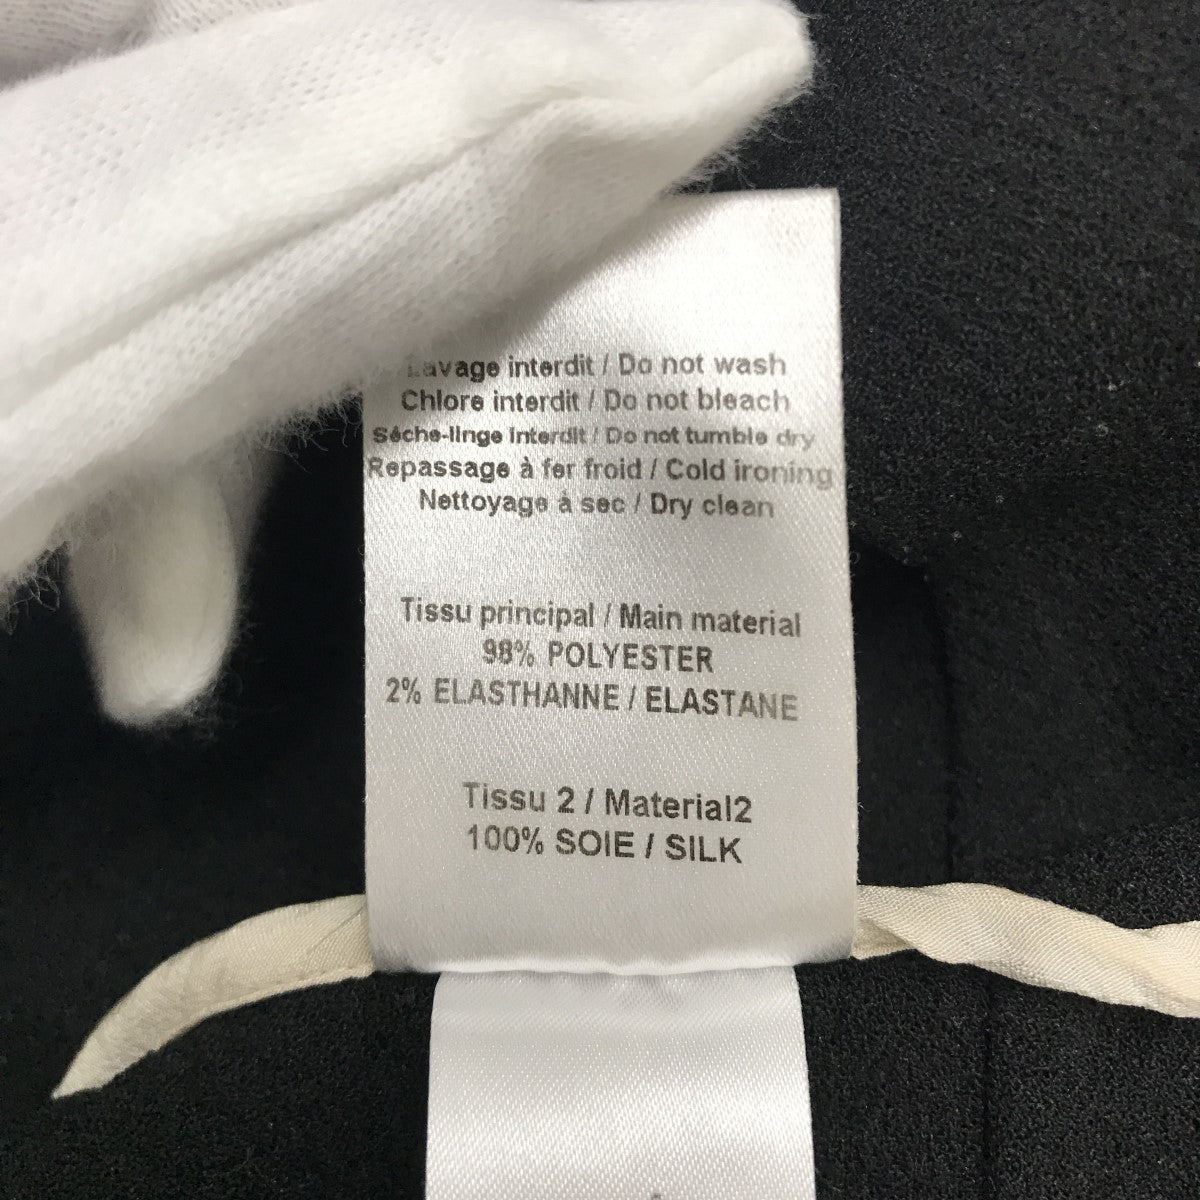 Lavage interdit / Do not wash
Chlore interdit / Do not bleach
Sèche-linge interdit / Do not tumble dry
Repassage à fer froid / Cold ironing
Nettoyage à sec / Dry clean
Tissu principal / Main material
98% POLYESTER
2% ELASTHANNE / ELASTANE
Tissu 2 / Material2
100% SOIE / SILK